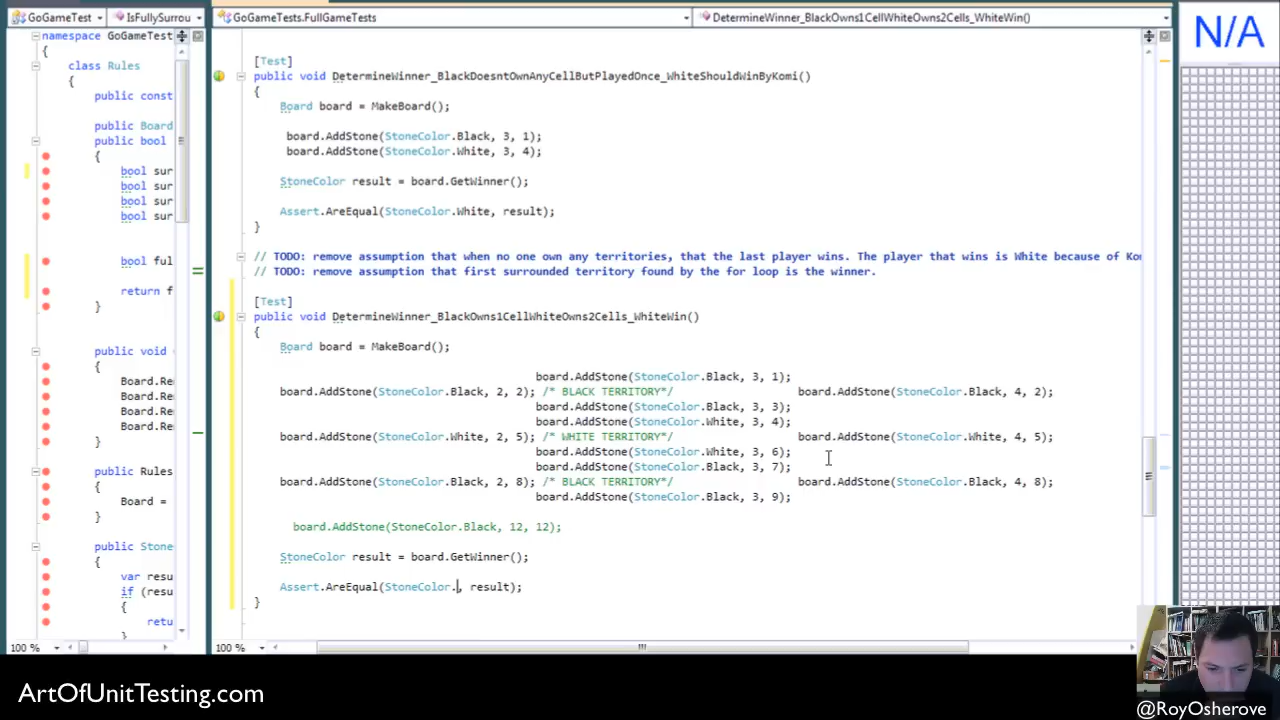 GoGameTest
IsFullySurrou
GoGameTests.FullGameTests
DetermineWinner_BlackOwns1CellWhiteOwns2Cells_WhiteWin()
N/A
namespace GoGameTest
{
class Rules
{
public const
public Board
public bool
{
bool sur
bool sur
bool sur
bool sur
bool ful
return f
}
public void
{
Board.Re
Board.Re
Board.Re
Board.Re
}
public Rules
{
Board =
}
public Stone
{
var resu
if (resu
{
retu
}
[Test]
public void DetermineWinner_BlackDoesntOwnAnyCellButPlayedOnce_WhiteShouldWinByKomi()
{
Board board = MakeBoard();
board.AddStone(StoneColor.Black, 3, 1);
board.AddStone(StoneColor.White, 3, 4);
StoneColor result = board.GetWinner();
Assert.AreEqual(StoneColor.White, result);
}
// TODO: remove assumption that when no one own any territories, that the last player wins. The player that wins is White because of Kom
// TODO: remove assumption that first surrounded territory found by the for loop is the winner.
[Test]
public void DetermineWinner_BlackOwns1CellWhiteOwns2Cells_WhiteWin()
{
Board board = MakeBoard();
board.AddStone(StoneColor.Black, 3, 1);
board.AddStone(StoneColor.Black, 2, 2); /* BLACK TERRITORY*/ board.AddStone(StoneColor.Black, 4, 2);
board.AddStone(StoneColor.Black, 3, 3);
board.AddStone(StoneColor.White, 3, 4);
board.AddStone(StoneColor.White, 2, 5); /* WHITE TERRITORY*/ board.AddStone(StoneColor.White, 4, 5);
board.AddStone(StoneColor.White, 3, 6);
board.AddStone(StoneColor.Black, 3, 7);
board.AddStone(StoneColor.Black, 2, 8); /* BLACK TERRITORY*/ board.AddStone(StoneColor.Black, 4, 8);
board.AddStone(StoneColor.Black, 3, 9);
board.AddStone(StoneColor.Black, 12, 12);
StoneColor result = board.GetWinner();
Assert.AreEqual(StoneColor., result);
}
100 %
100 %
ArtOfUnitTesting.com
@RoyOsherove